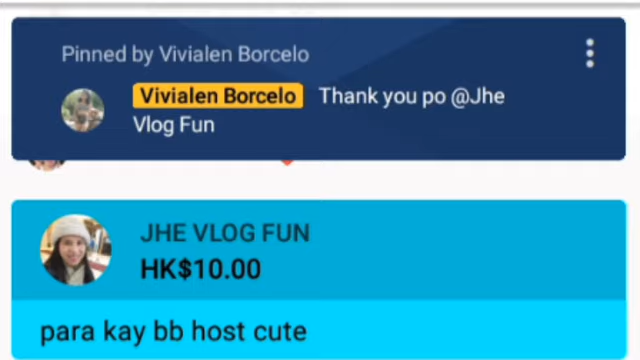 Pinned by Vivialen Borcelo
Vivialen Borcelo Thank you po @Jhe
Vlog Fun
JHE VLOG FUN
HK$10.00
para kay bb host cute